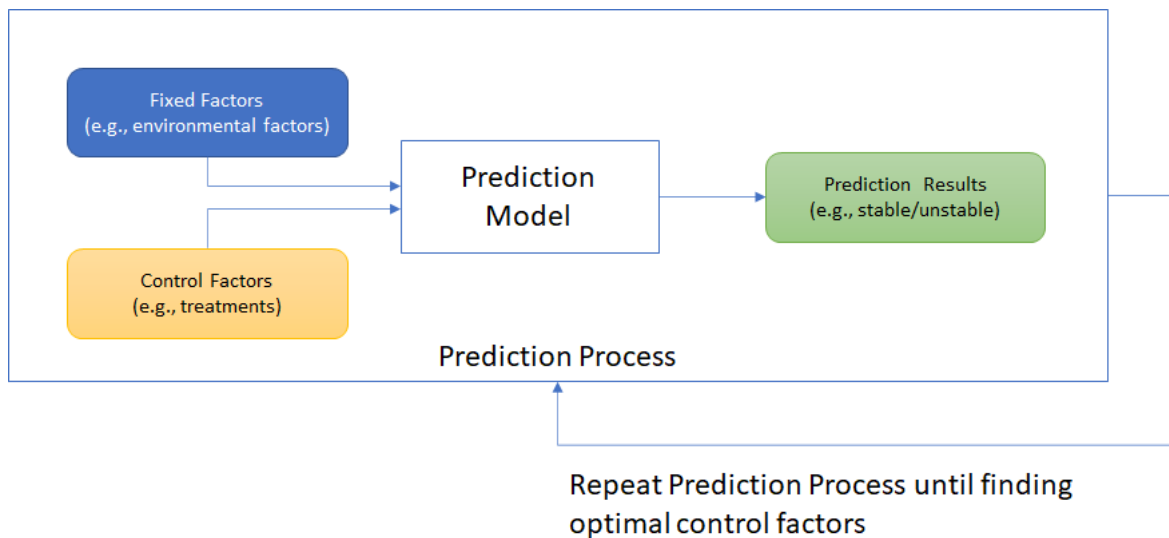 Fixed Factors
(e.g., environmental factors)
Prediction
Model
Prediction Results
(e.g., stable/unstable)
Control Factors
(e.g., treatments)
Prediction Process
Repeat Prediction Process until finding
optimal control factors